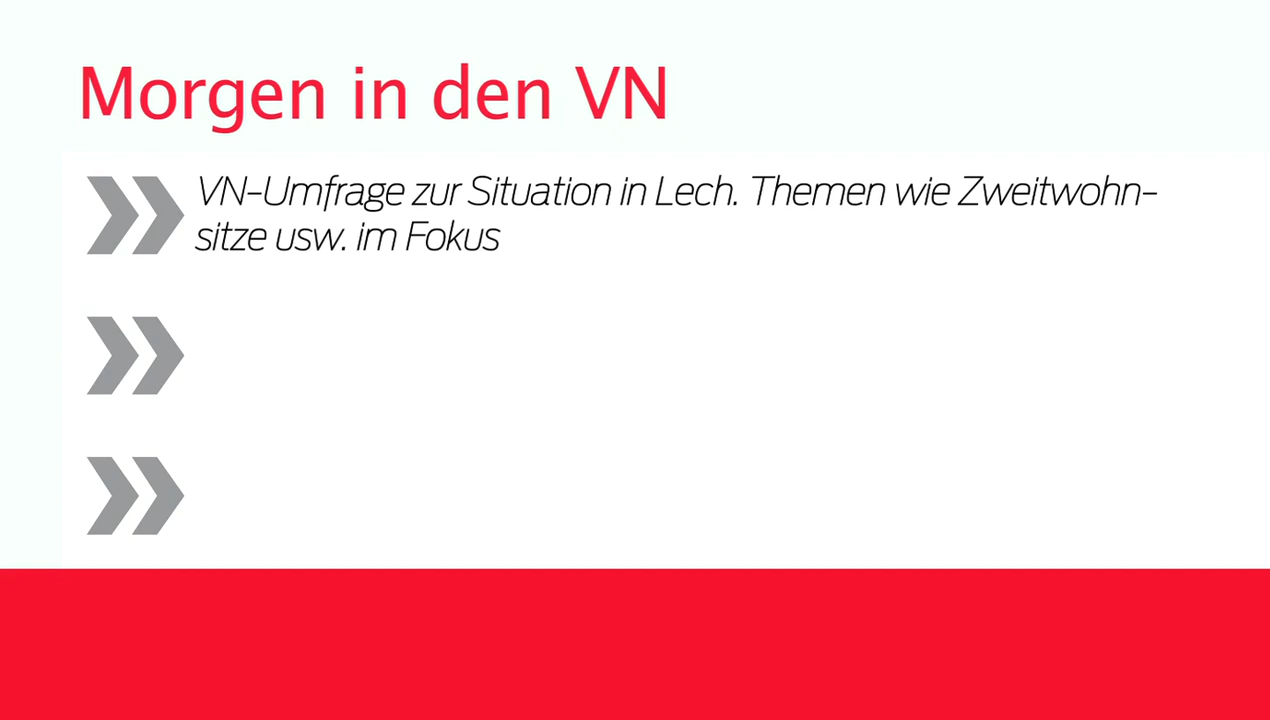 Morgen in den VN
VN-Umfrage zur Situation in Lech. Themen wie Zweitwohn-
sitze usw. im Fokus